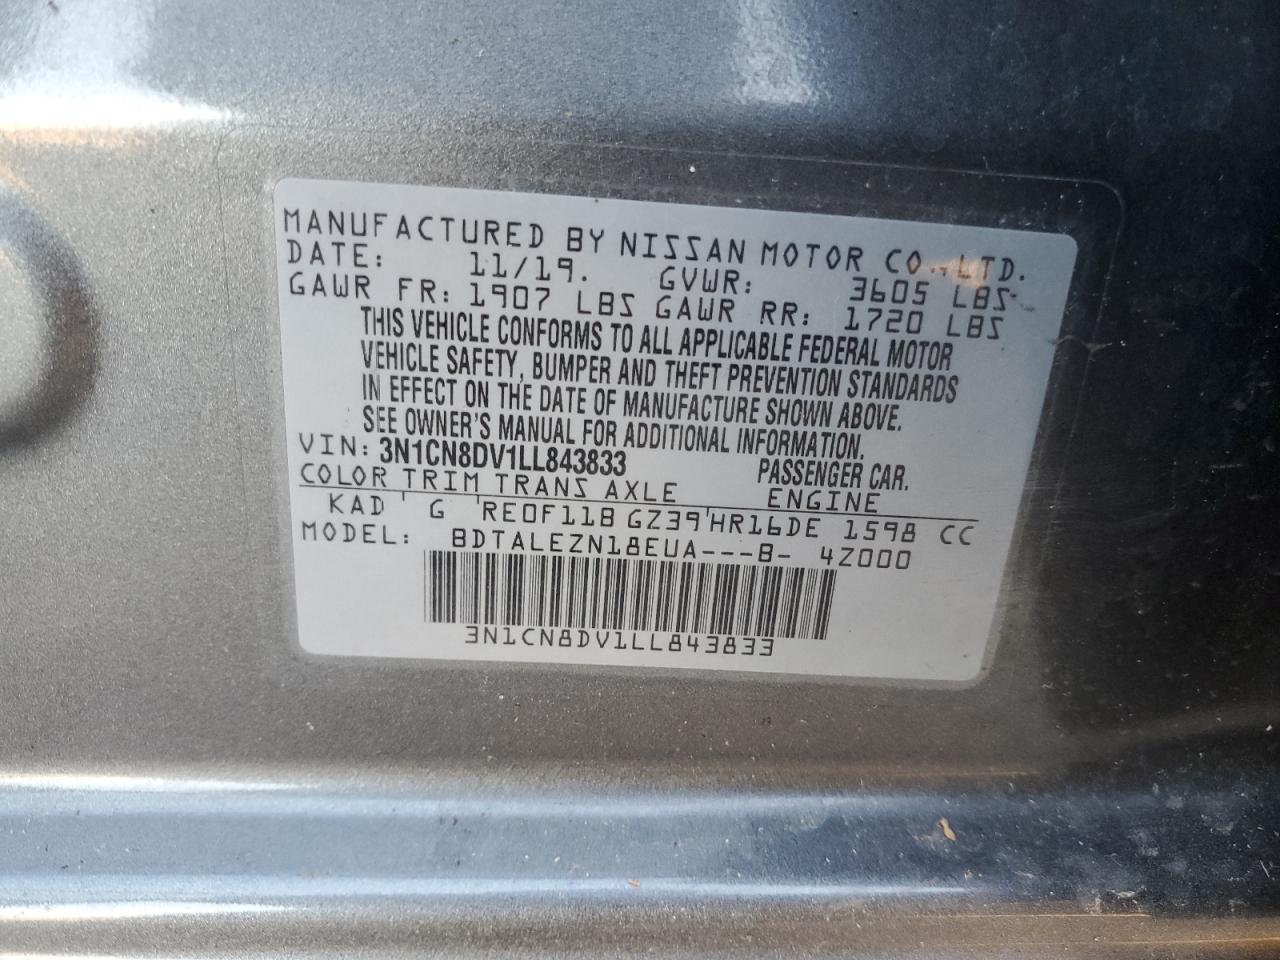 MANUFACTURED BY NISSAN MOTOR CO., LTD.
DATE: 11/19. GVWR: 3605 LBS
GAWR FR: 1907 LBS GAWR RR: 1720 LBS
THIS VEHICLE CONFORMS TO ALL APPLICABLE FEDERAL MOTOR
VEHICLE SAFETY, BUMPER AND THEFT PREVENTION STANDARDS
IN EFFECT ON THE DATE OF MANUFACTURE SHOWN ABOVE.
SEE OWNER'S MANUAL FOR ADDITIONAL INFORMATION.
VIN: 3N1CN8DV1LL843833 PASSENGER CAR.
COLOR TRIM TRANS AXLE ENGINE
KAD ' G 'RE0F11B GZ39'HR16DE 1598 CC
MODEL: BDTALEZN18EUA---B- 4Z000
3N1CN8DV1LL843833